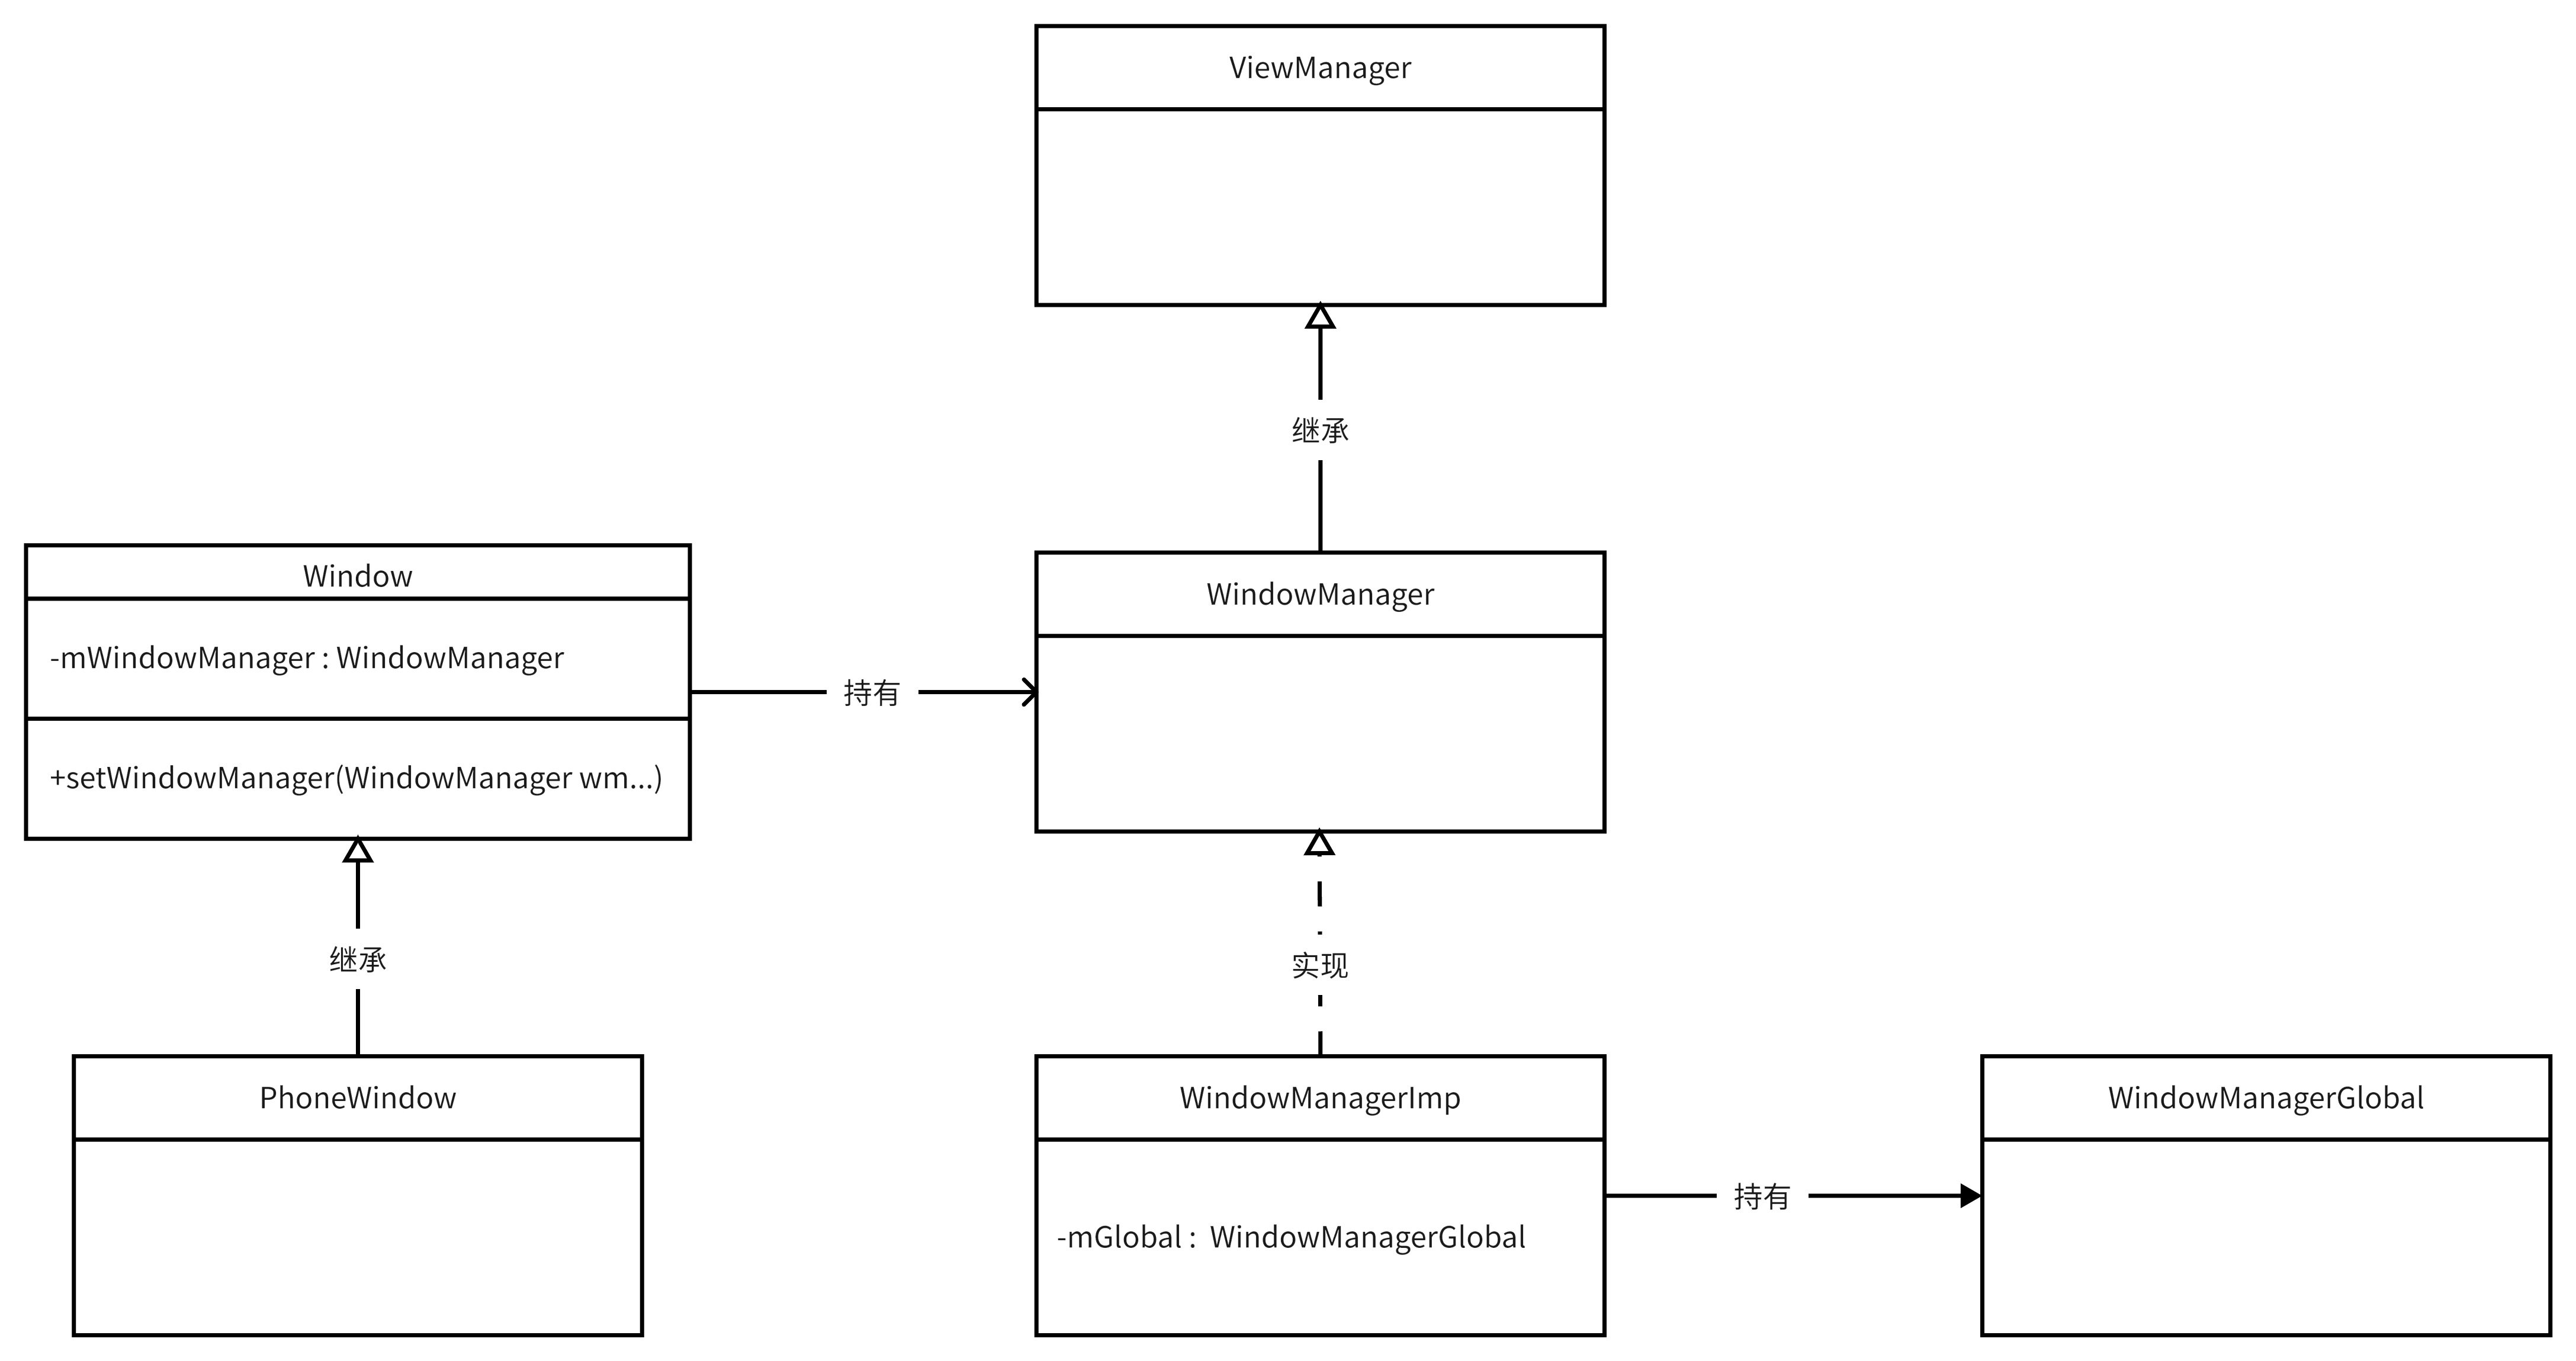 ViewManager
继承
Window
-mWindowManager : WindowManager
+setWindowManager(WindowManager wm...)
持有
WindowManager
继承
实现
PhoneWindow
WindowManagerImp
-mGlobal :  WindowManagerGlobal
持有
WindowManagerGlobal